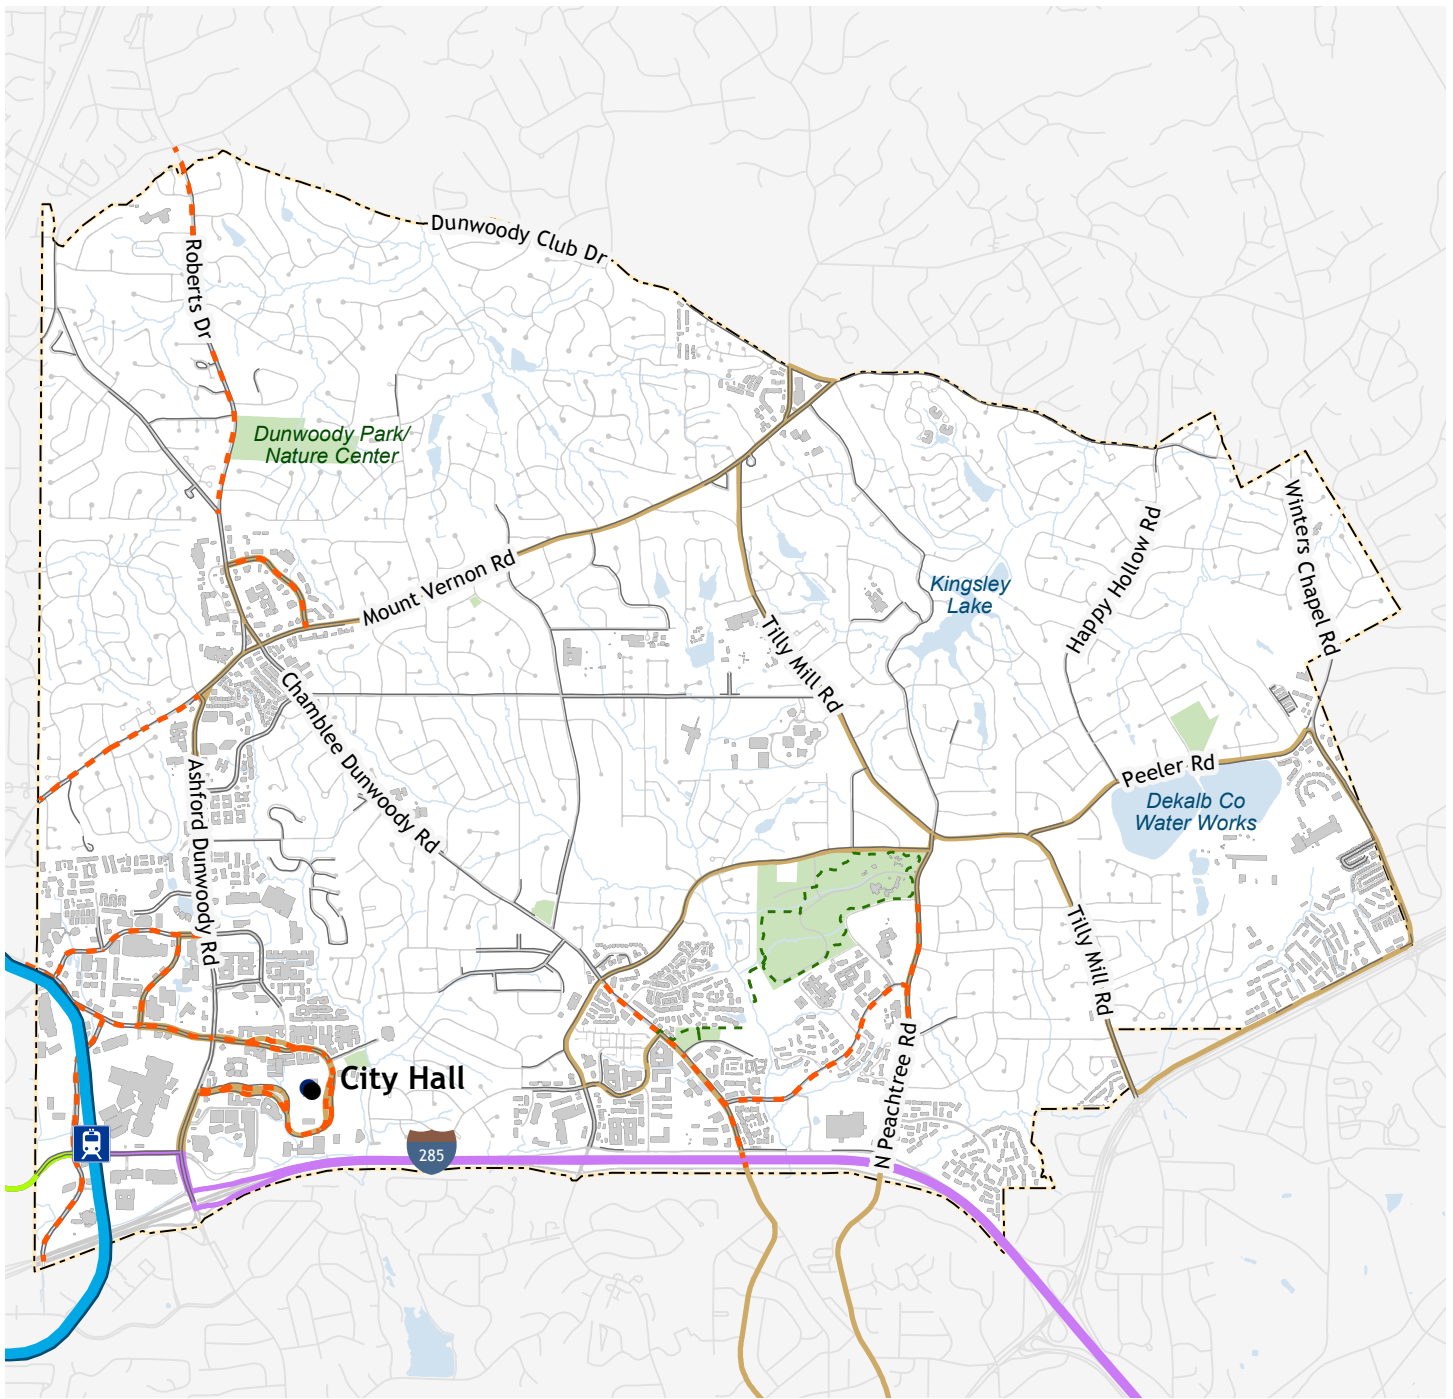 Dunwoody Club Dr
Roberts Dr
Dunwoody Park/
Nature Center
Winters Chapel Rd
Happy Hollow Rd
Mount Vernon Rd
Kingsley
Lake
Tilly Mill Rd
Chamblee Dunwoody Rd
Ashford Dunwoody Rd
Peeler Rd
Dekalb Co
Water Works
Tilly Mill Rd
City Hall
N Peachtree Rd
285